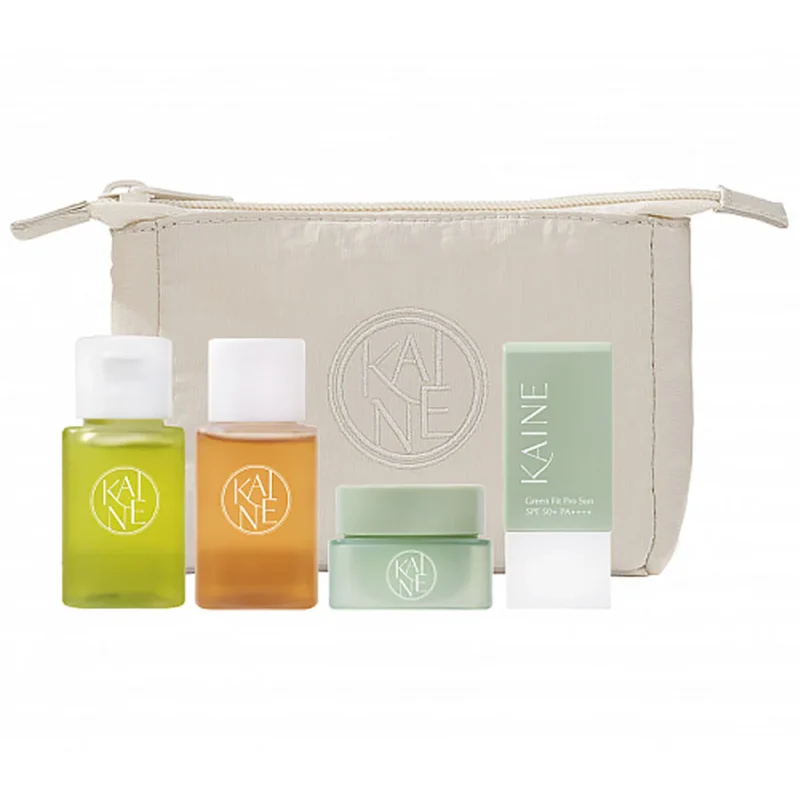 KAI
NE
KAI
NE
KAI
NE
KAI
NE
KAINE
Green Fit Pro Sun
SPF 50+ PA++++